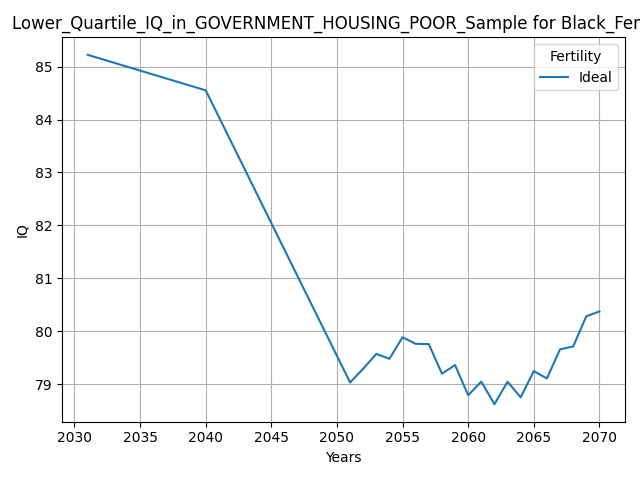 Lower_Quartile_IQ_in_GOVERNMENT_HOUSING_POOR_Sample for Black_Fer
Fertility
Ideal
85
84
83
82
81
80
79
IQ
2030 2035 2040 2045 2050 2055 2060 2065 2070
Years